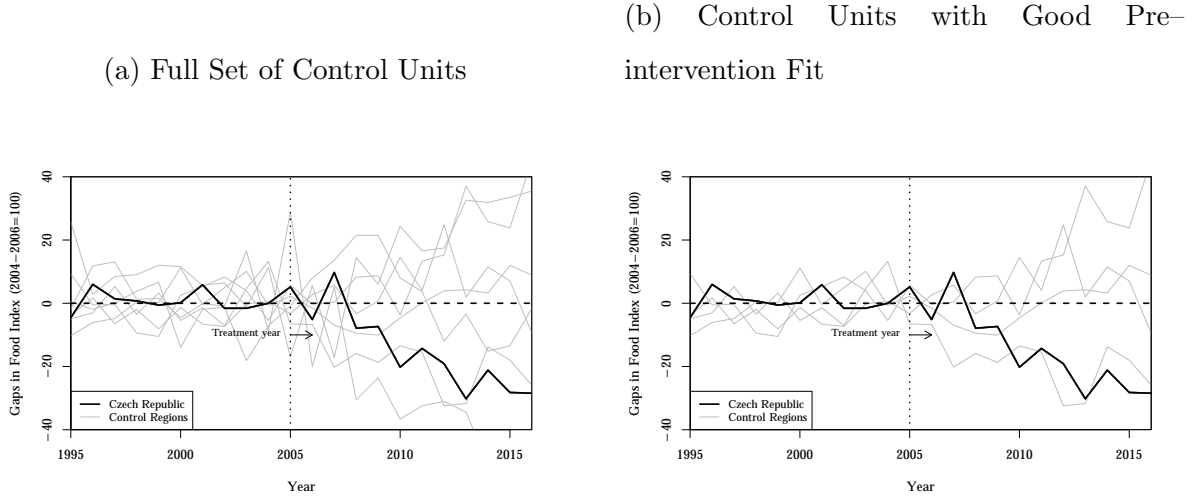 (a) Full Set of Control Units
(b) Control Units with Good Pre–
intervention Fit
Gaps in Food Index (2004−2006=100)
40
20
0
−20
−40
Treatment year
Czech Republic
Control Regions
1995
2000
2005
2010
2015
Year
Gaps in Food Index (2004−2006=100)
40
20
0
−20
−40
Treatment year
Czech Republic
Control Regions
1995
2000
2005
2010
2015
Year